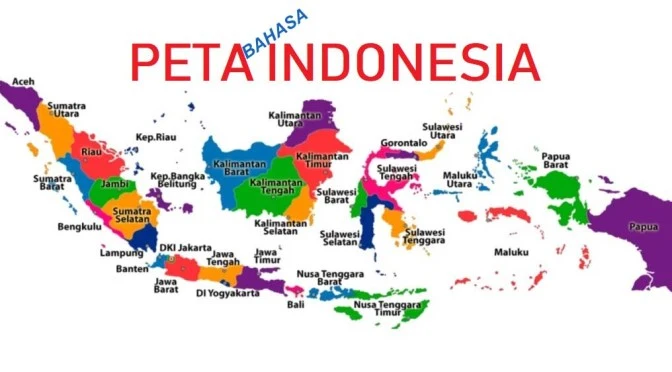 BAHASA
PETA INDONESIA
Aceh
Sumatra
Utara
Riau
Kep.Riau
Sumatra
Barat
Jambi
Kep.Bangka
Belitung
Bengkulu
Sumatra
Selatan
Lampung
Banten
DKI Jakarta
Jawa
Barat
Jawa
Tengah
DI Yogyakarta
Jawa
Timur
Bali
Nusa Tenggara
Barat
Nusa Tenggara
Timur
Kalimantan
Utara
Kalimantan
Barat
Kalimantan
Timur
Kalimantan
Tengah
Kalimantan
Selatan
Sulawesi
Utara
Gorontalo
Sulawesi
Tengah
Sulawesi
Barat
Sulawesi
Selatan
Sulawesi
Tenggara
Maluku
Utara
Maluku
Papua
Barat
Papua